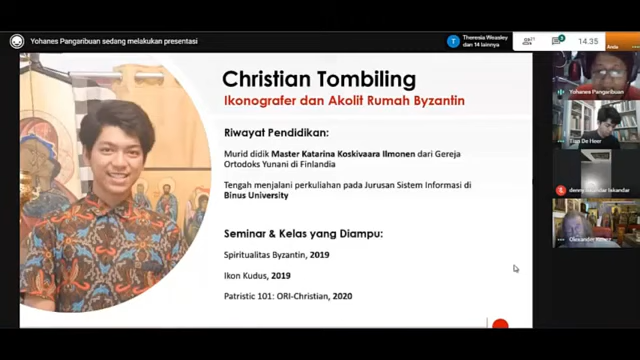 Yohanes Pangaribuan sedang melakukan presentasi
Theresia Weasley
dan 14 lainnya
14.35
Anda
Christian Tombiling
Ikonografer dan Akolit Rumah Byzantin
Riwayat Pendidikan:
Murid didik Master Katarina Koskivaara Ilmonen dari Gereja
Ortodoks Yunani di Finlandia
Tengah menjalani perkuliahan pada Jurusan Sistem Informasi di
Binus University
Seminar & Kelas yang Diampu:
Spiritualitas Byzantin, 2019
Ikon Kudus, 2019
Patristic 101: ORI-Christian, 2020
Yohanes Pangaribuan
Iskandar